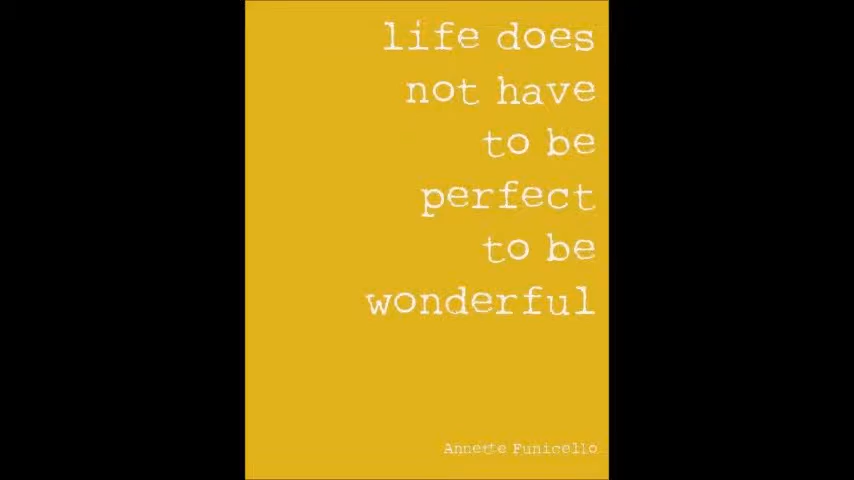 life does
not have
to be
perfect
to be
wonderful
Annette Funicello